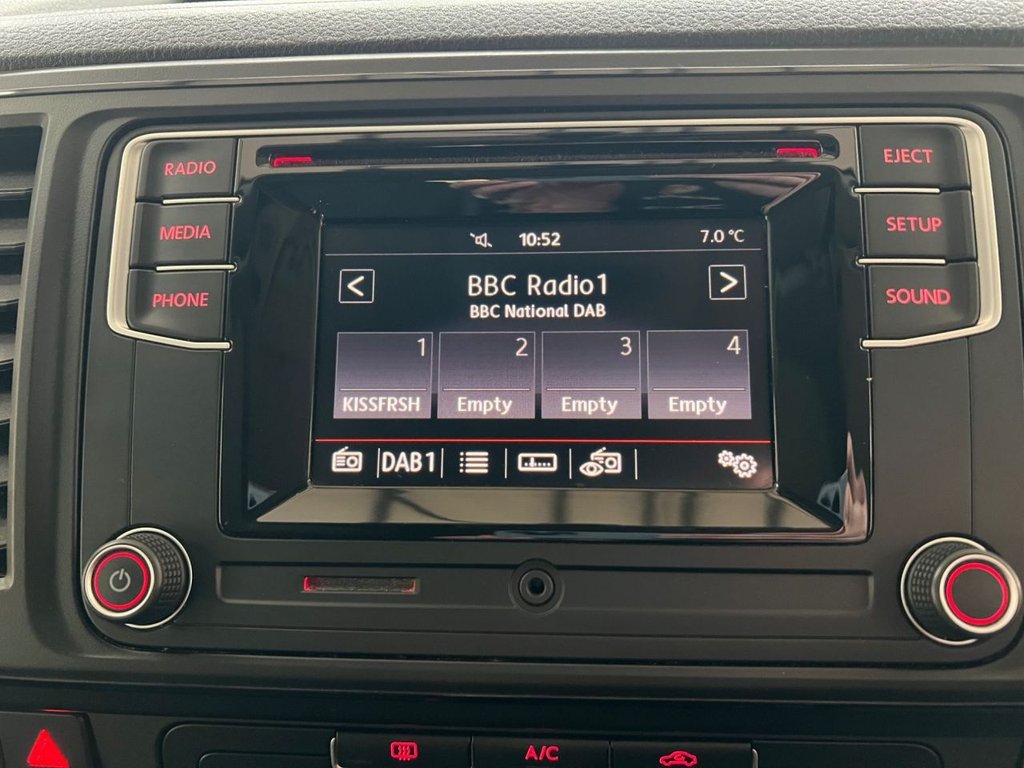 RADIO
MEDIA
PHONE
EJECT
SETUP
SOUND
10:52
7.0 °C
<
BBC Radio1
>
BBC National DAB
1
2
3
4
KISSFRSH
Empty
Empty
Empty
DAB1
A/C